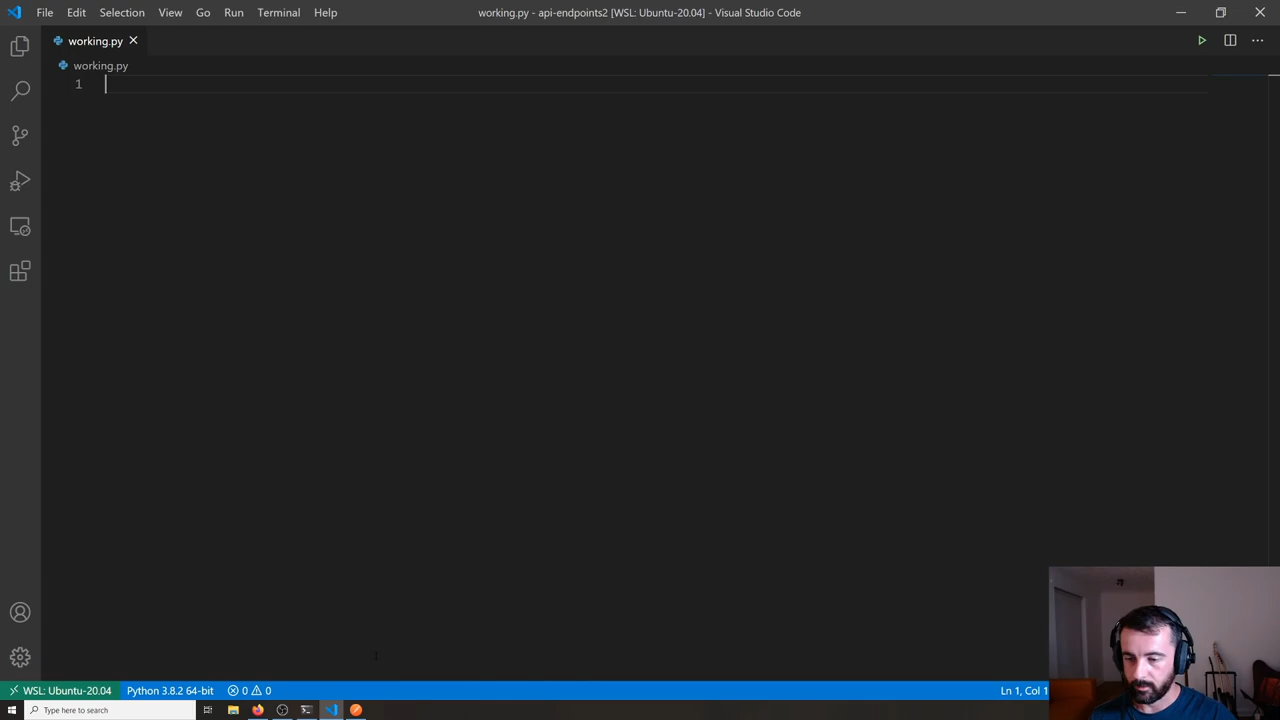 File Edit Selection View Go Run Terminal Help
working.py - api-endpoints2 [WSL: Ubuntu-20.04] - Visual Studio Code
working.py
working.py
1
WSL: Ubuntu-20.04 Python 3.8.2 64-bit 0 0 Ln 1, Col 1
Type here to search